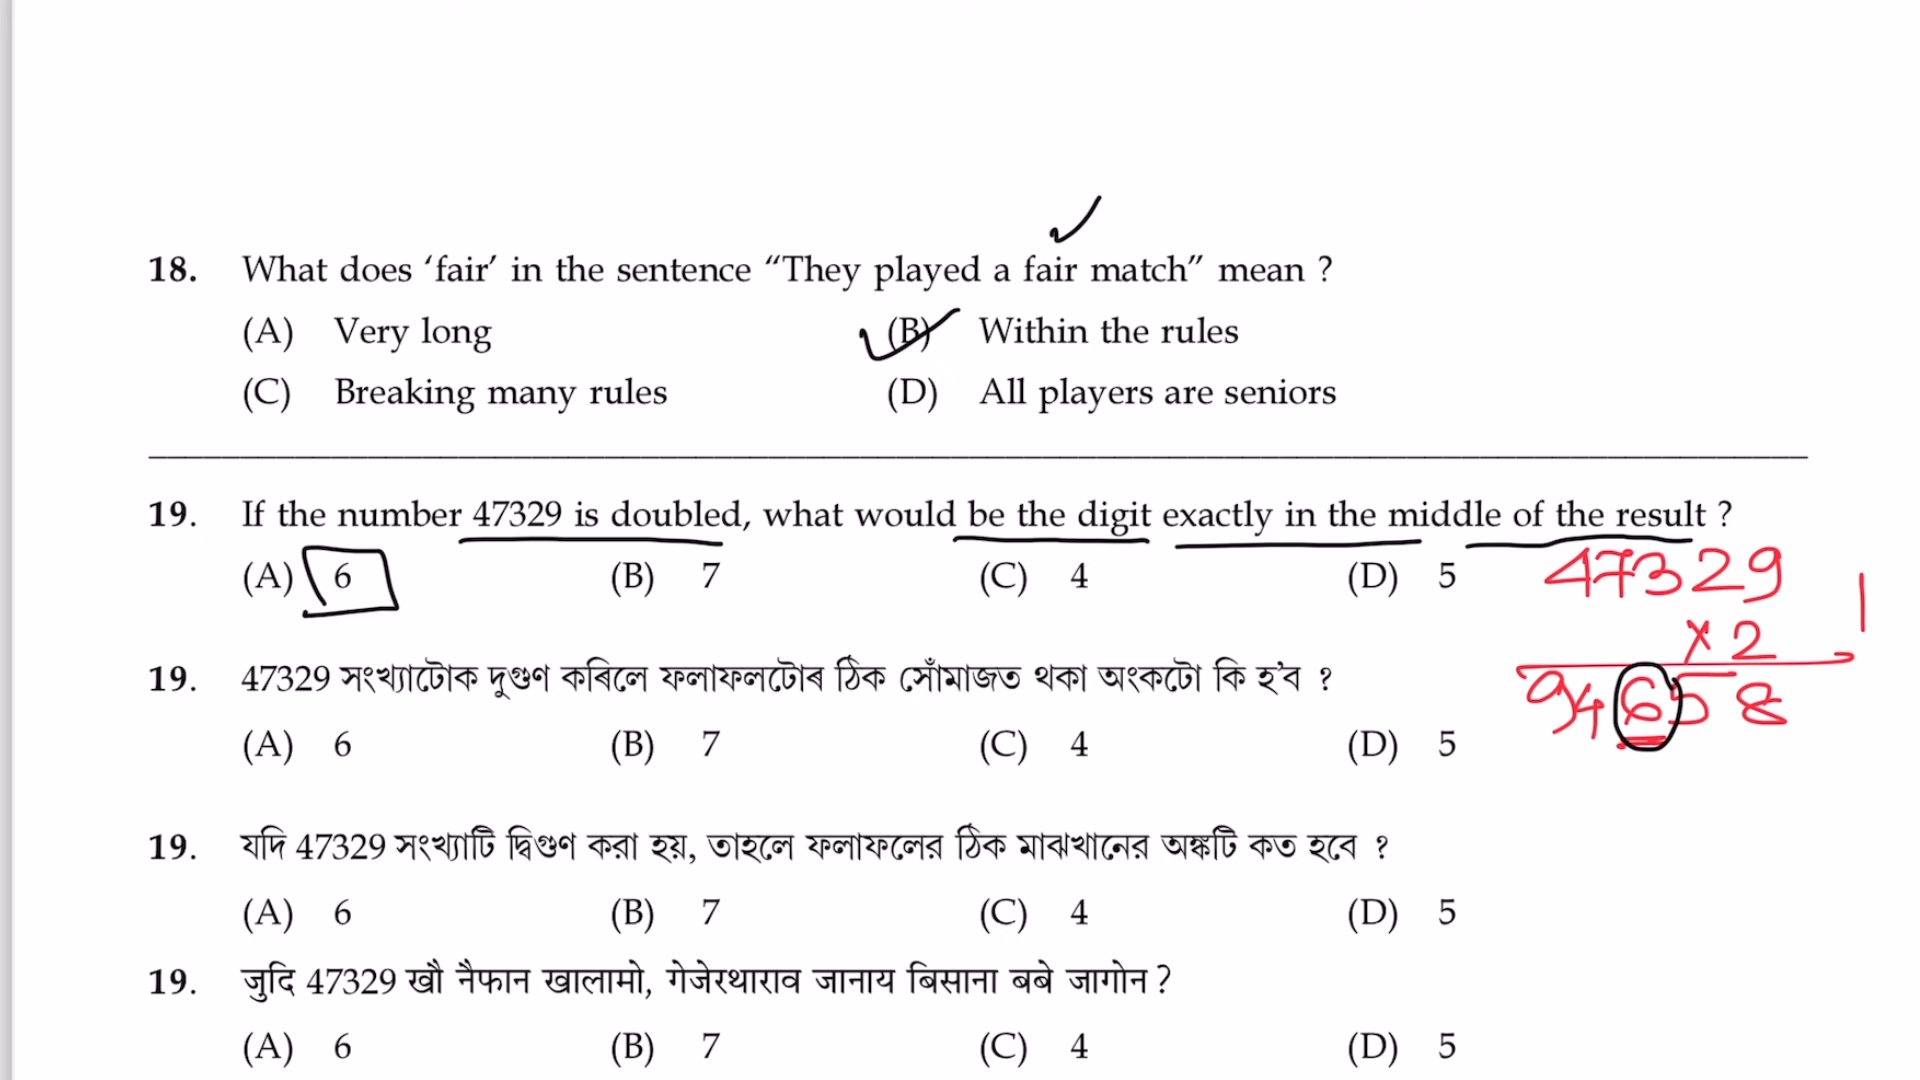 18. What does ‘fair’ in the sentence “They played a fair match” mean ?
(A) Very long (B) Within the rules
(C) Breaking many rules (D) All players are seniors
19. If the number 47329 is doubled, what would be the digit exactly in the middle of the result ?
(A) 6 (B) 7 (C) 4 (D) 5
47329
× 2
94658
19. 47329 সংখ্যাটোক দুগুণ কৰিলে ফলাফলটোৰ ঠিক সোঁমাজত থকা অংকটো কি হ’ব ?
(A) 6 (B) 7 (C) 4 (D) 5
19. যদি 47329 সংখ্যাটি দ্বিগুণ করা হয়, তাহলে ফলাফলের ঠিক মাঝখানের অঙ্কটি কত হবে ?
(A) 6 (B) 7 (C) 4 (D) 5
19. जुदि 47329 खौ नैफान खालामो, गेजेरथाराव जानाय बिसाना बबे जागोन ?
(A) 6 (B) 7 (C) 4 (D) 5